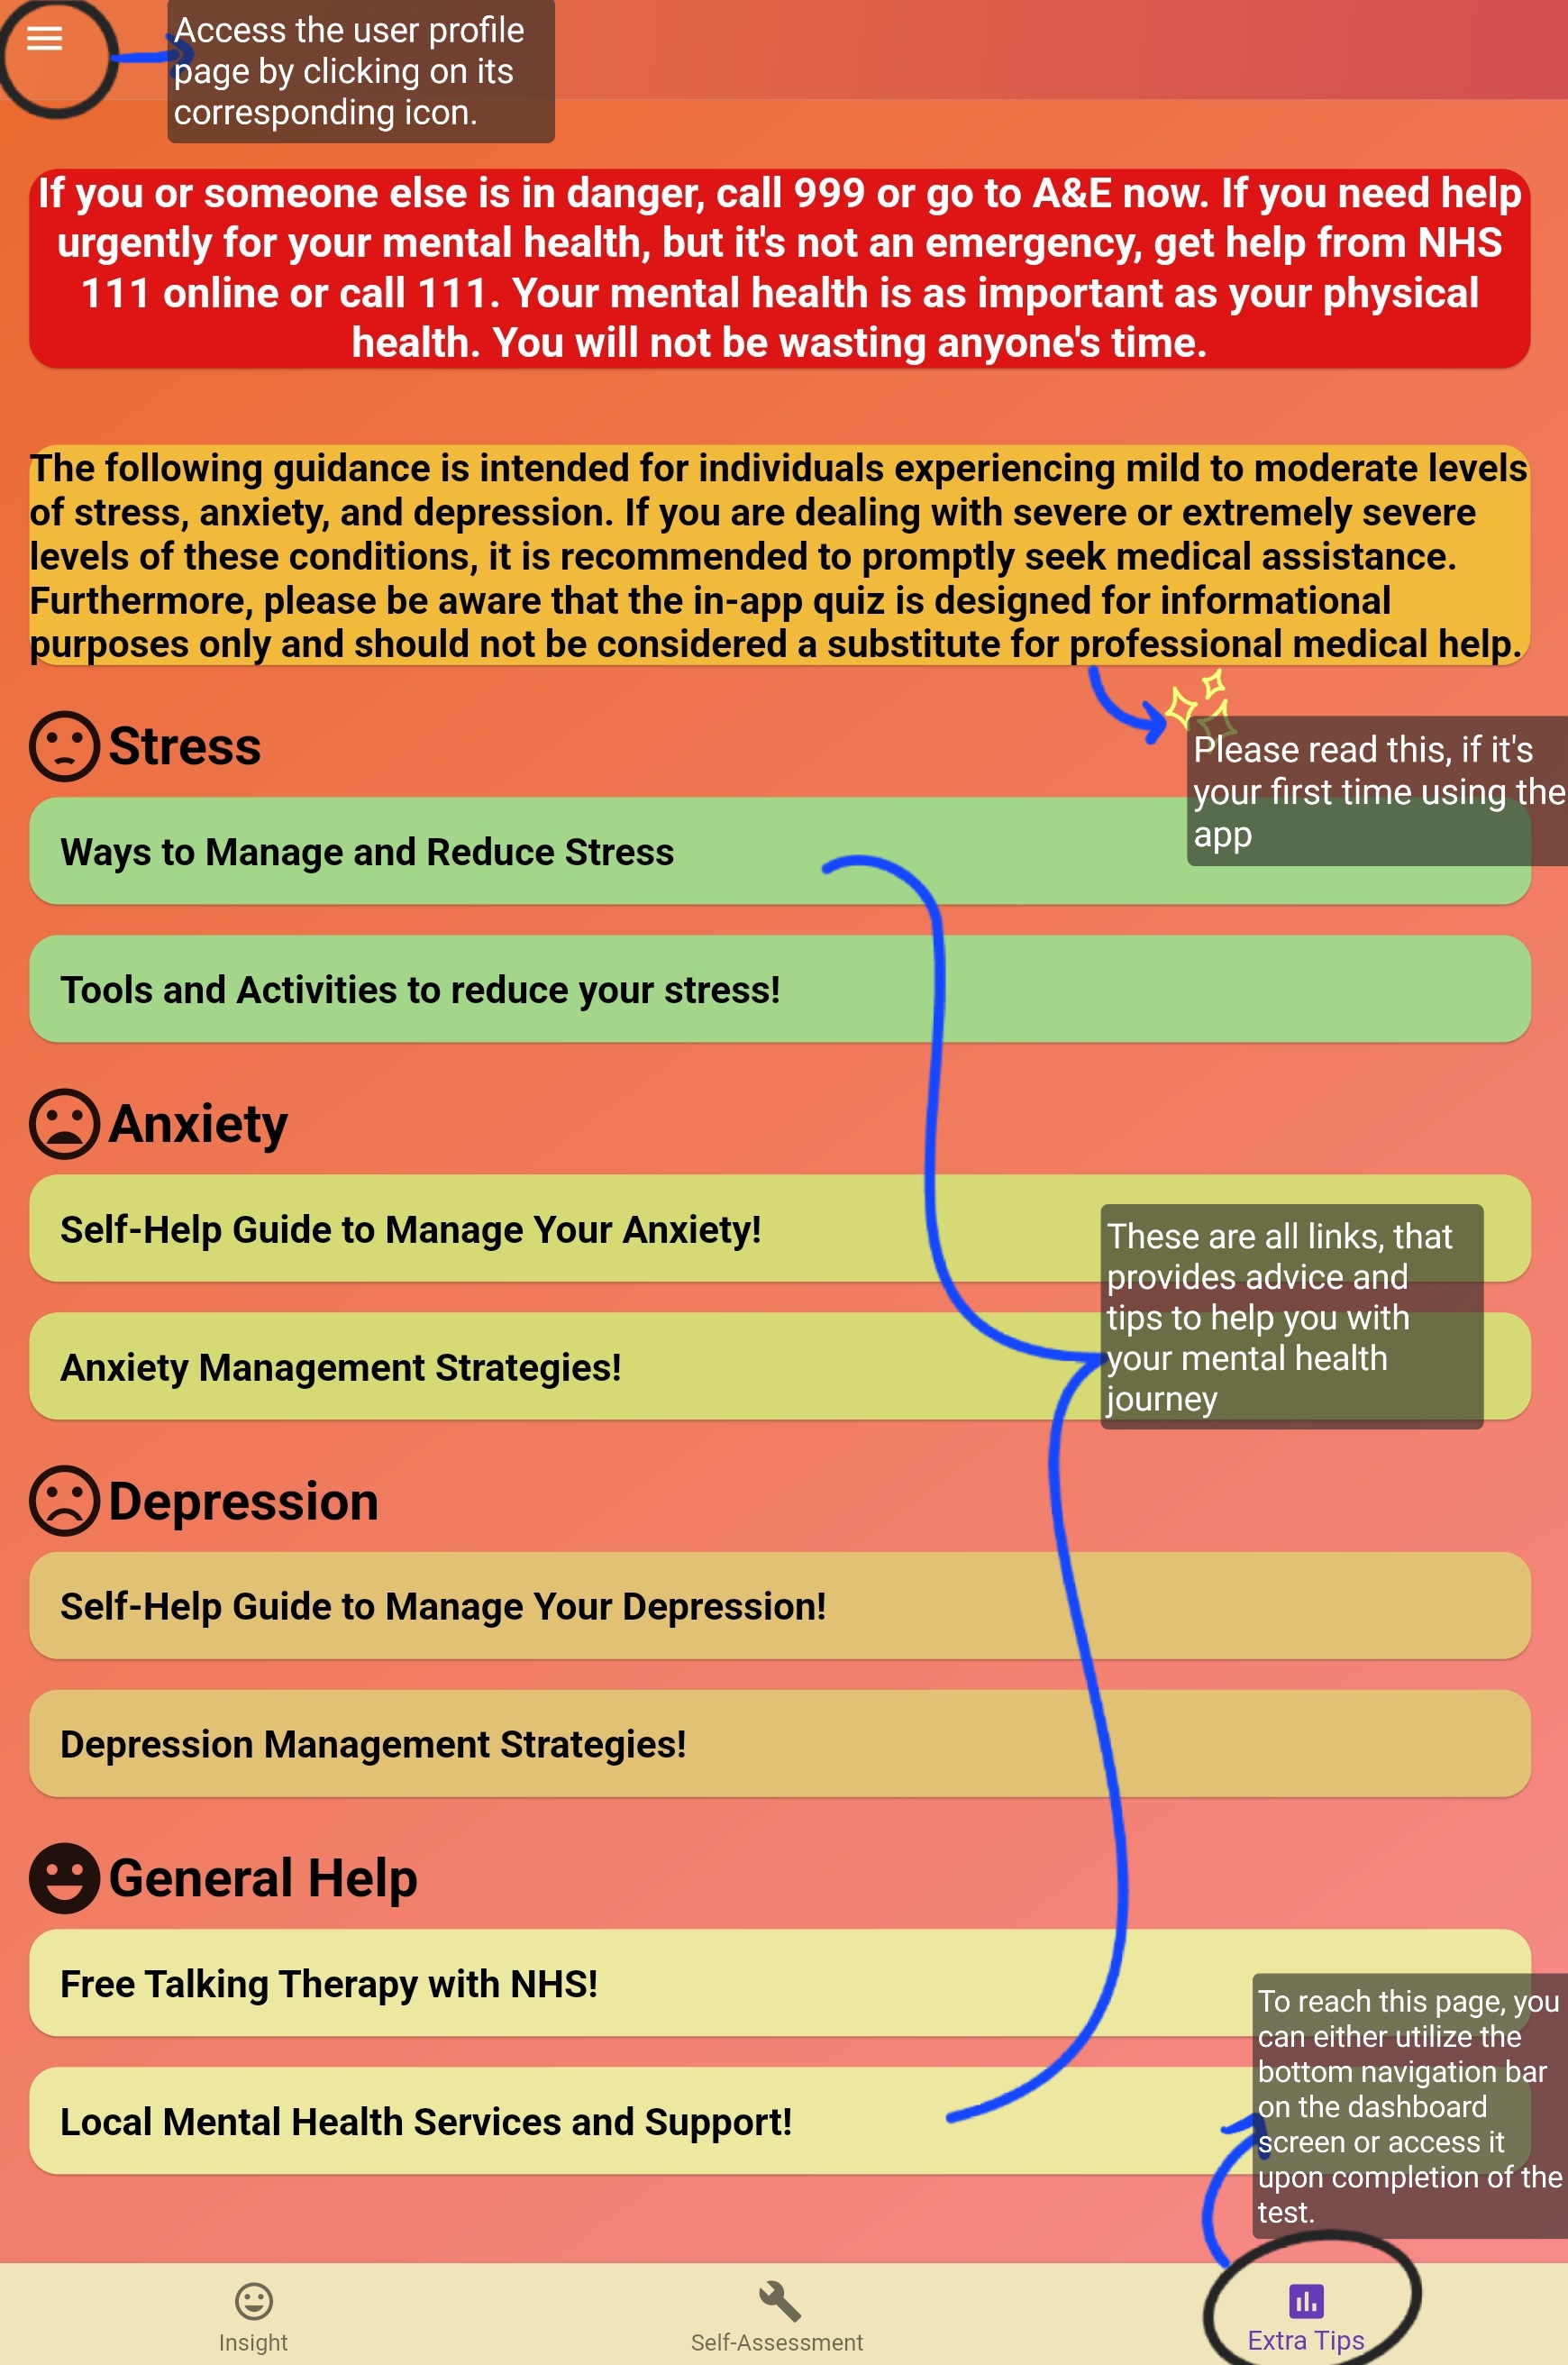 Access the user profile
page by clicking on its
corresponding icon.
If you or someone else is in danger, call 999 or go to A&E now. If you need help
urgently for your mental health, but it's not an emergency, get help from NHS
111 online or call 111. Your mental health is as important as your physical
health. You will not be wasting anyone's time.
The following guidance is intended for individuals experiencing mild to moderate levels
of stress, anxiety, and depression. If you are dealing with severe or extremely severe
levels of these conditions, it is recommended to promptly seek medical assistance.
Furthermore, please be aware that the in-app quiz is designed for informational
purposes only and should not be considered a substitute for professional medical help.
Stress
Please read this, if it's
your first time using the
app
Ways to Manage and Reduce Stress
Tools and Activities to reduce your stress!
Anxiety
Self-Help Guide to Manage Your Anxiety!
These are all links, that
provides advice and
tips to help you with
your mental health
journey
Anxiety Management Strategies!
Depression
Self-Help Guide to Manage Your Depression!
Depression Management Strategies!
General Help
Free Talking Therapy with NHS!
To reach this page, you
can either utilize the
bottom navigation bar
on the dashboard
screen or access it
upon completion of the
test.
Local Mental Health Services and Support!
Insight
Self-Assessment
Extra Tips